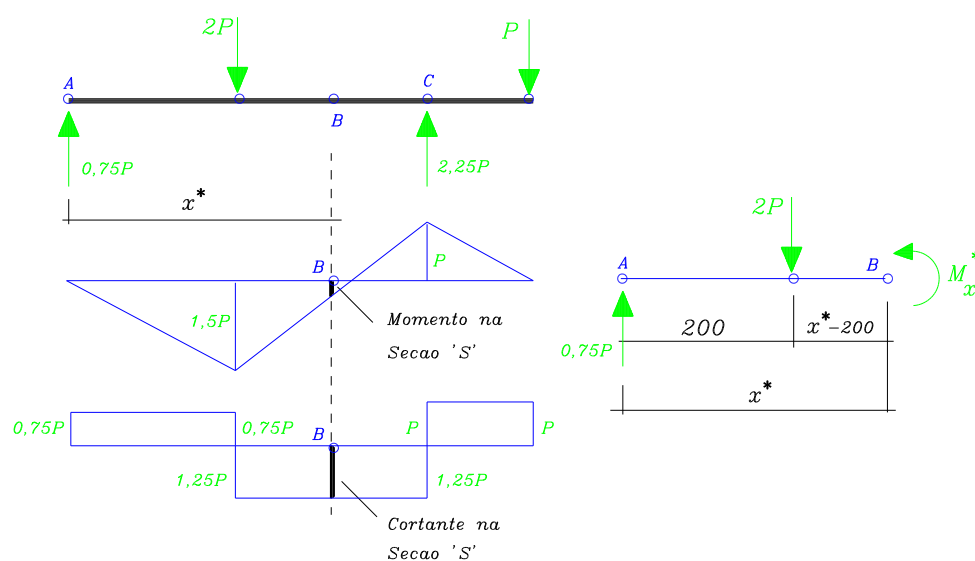 2P
P
A
C
B
0,75P
2,25P
x*
B
P
1,5P
Momento na
Secao 'S'
0,75P
0,75P
B
P
P
1,25P
1,25P
Cortante na
Secao 'S'
2P
A
B
M*x
200
x*-200
0,75P
x*